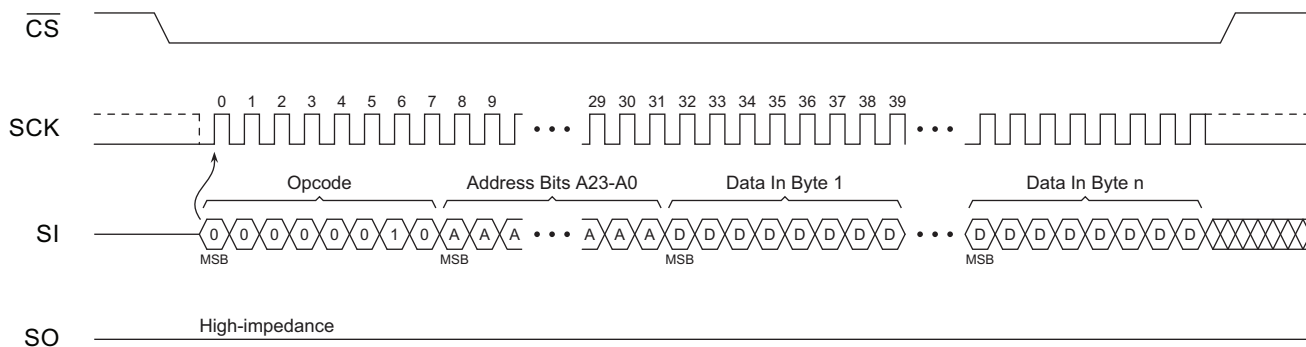 CS
0 1 2 3 4 5 6 7 8 9 29 30 31 32 33 34 35 36 37 38 39
SCK
Opcode Address Bits A23-A0 Data In Byte 1 Data In Byte n
SI 0 0 0 0 0 0 1 0 A A A A A A D D D D D D D D D D D D D D D D
MSB MSB MSB MSB
High-impedance
SO